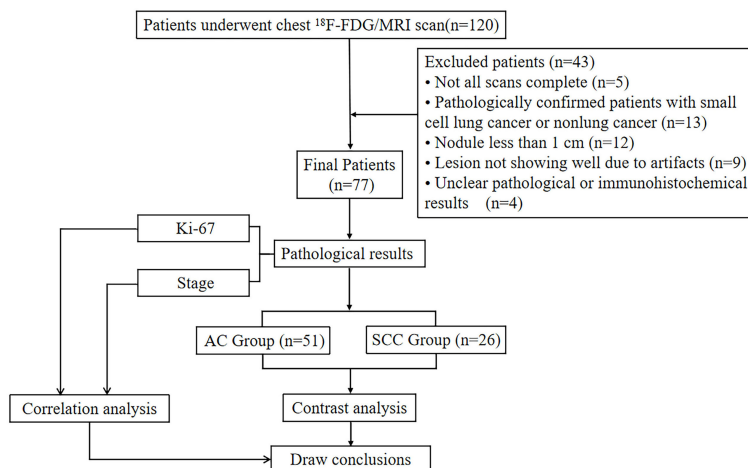 Patients underwent chest ¹⁸F-FDG/MRI scan(n=120)
Excluded patients (n=43)
• Not all scans complete (n=5)
• Pathologically confirmed patients with small
cell lung cancer or nonlung cancer (n=13)
• Nodule less than 1 cm (n=12)
• Lesion not showing well due to artifacts (n=9)
• Unclear pathological or immunohistochemical
results (n=4)
Final Patients
(n=77)
Ki-67
Pathological results
Stage
AC Group (n=51)
SCC Group (n=26)
Correlation analysis
Contrast analysis
Draw conclusions